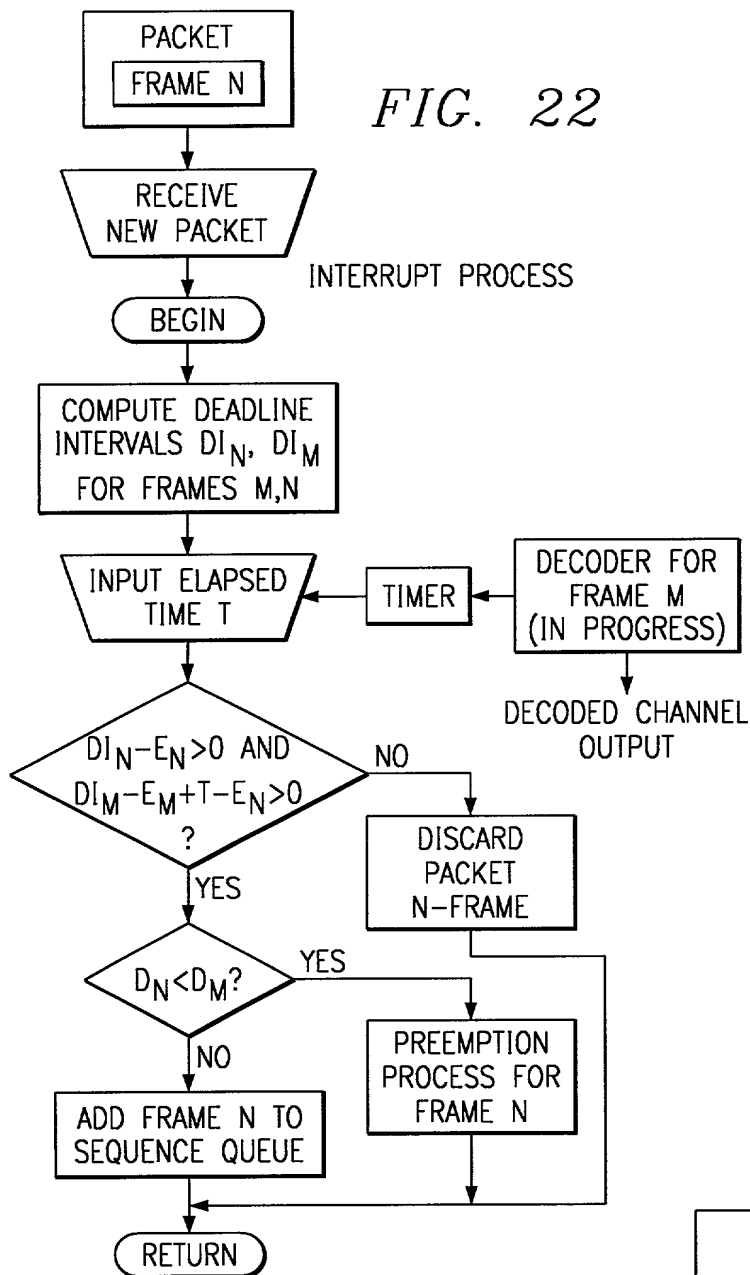 PACKET
FRAME N
FIG. 22
RECEIVE
NEW PACKET
INTERRUPT PROCESS
BEGIN
COMPUTE DEADLINE
INTERVALS DI_N, DI_M
FOR FRAMES M,N
INPUT ELAPSED
TIME T
TIMER
DECODER FOR
FRAME M
(IN PROGRESS)
DECODED CHANNEL
OUTPUT
DI_N-E_N>0 AND
DI_M-E_M+T-E_N>0
?
NO
DISCARD
PACKET
N-FRAME
YES
D_N<D_M?
YES
PREEMPTION
PROCESS FOR
FRAME N
NO
ADD FRAME N TO
SEQUENCE QUEUE
RETURN